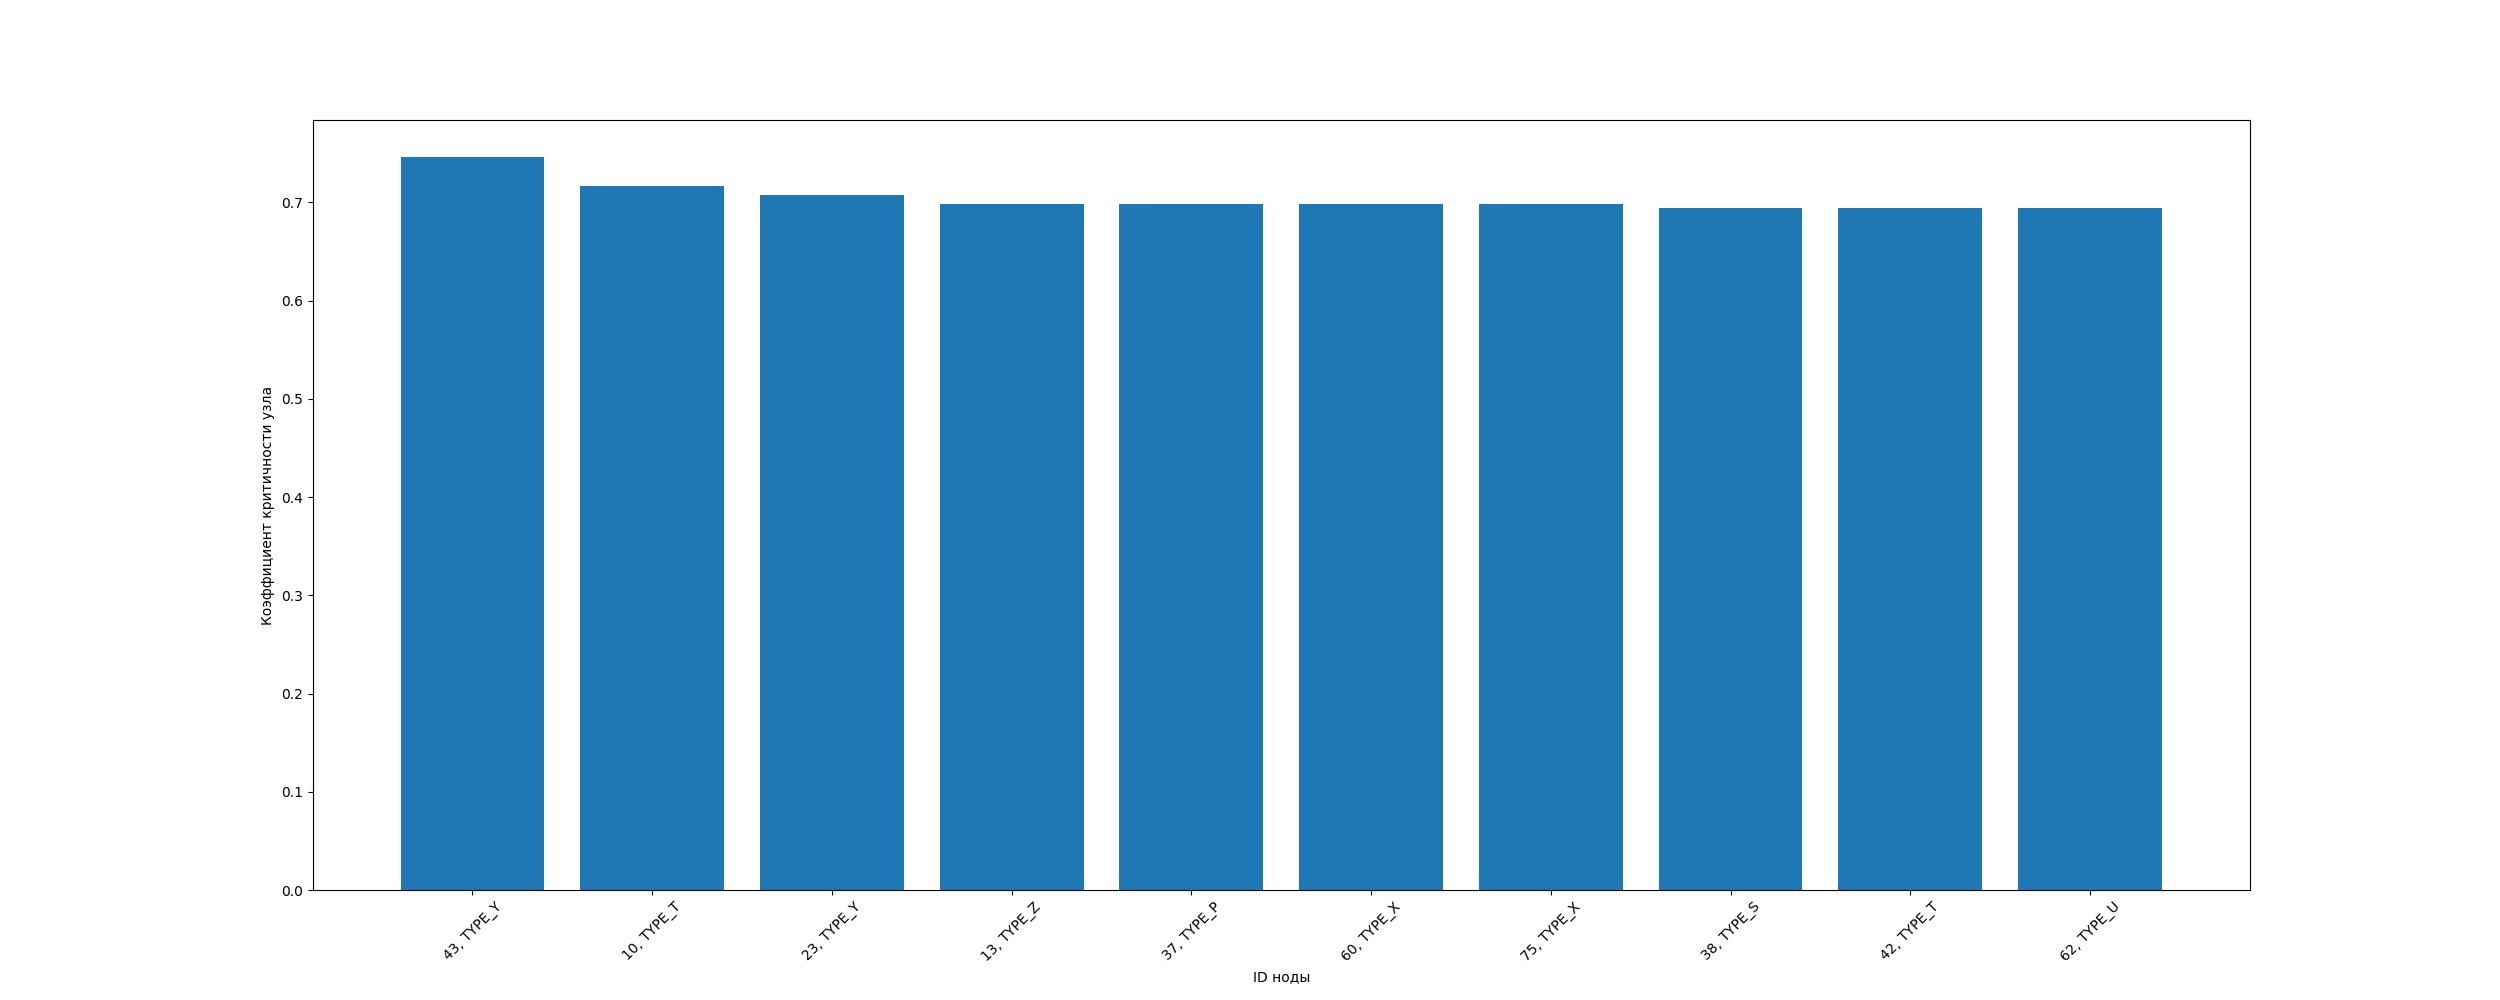 Коэффициент критичности узла
0.7
0.6
0.5
0.4
0.3
0.2
0.1
0.0
43, TYPE_Y
10, TYPE_T
23, TYPE_Y
13, TYPE_Z
37, TYPE_P
60, TYPE_X
75, TYPE_X
38, TYPE_S
42, TYPE_T
62, TYPE_U
ID ноды